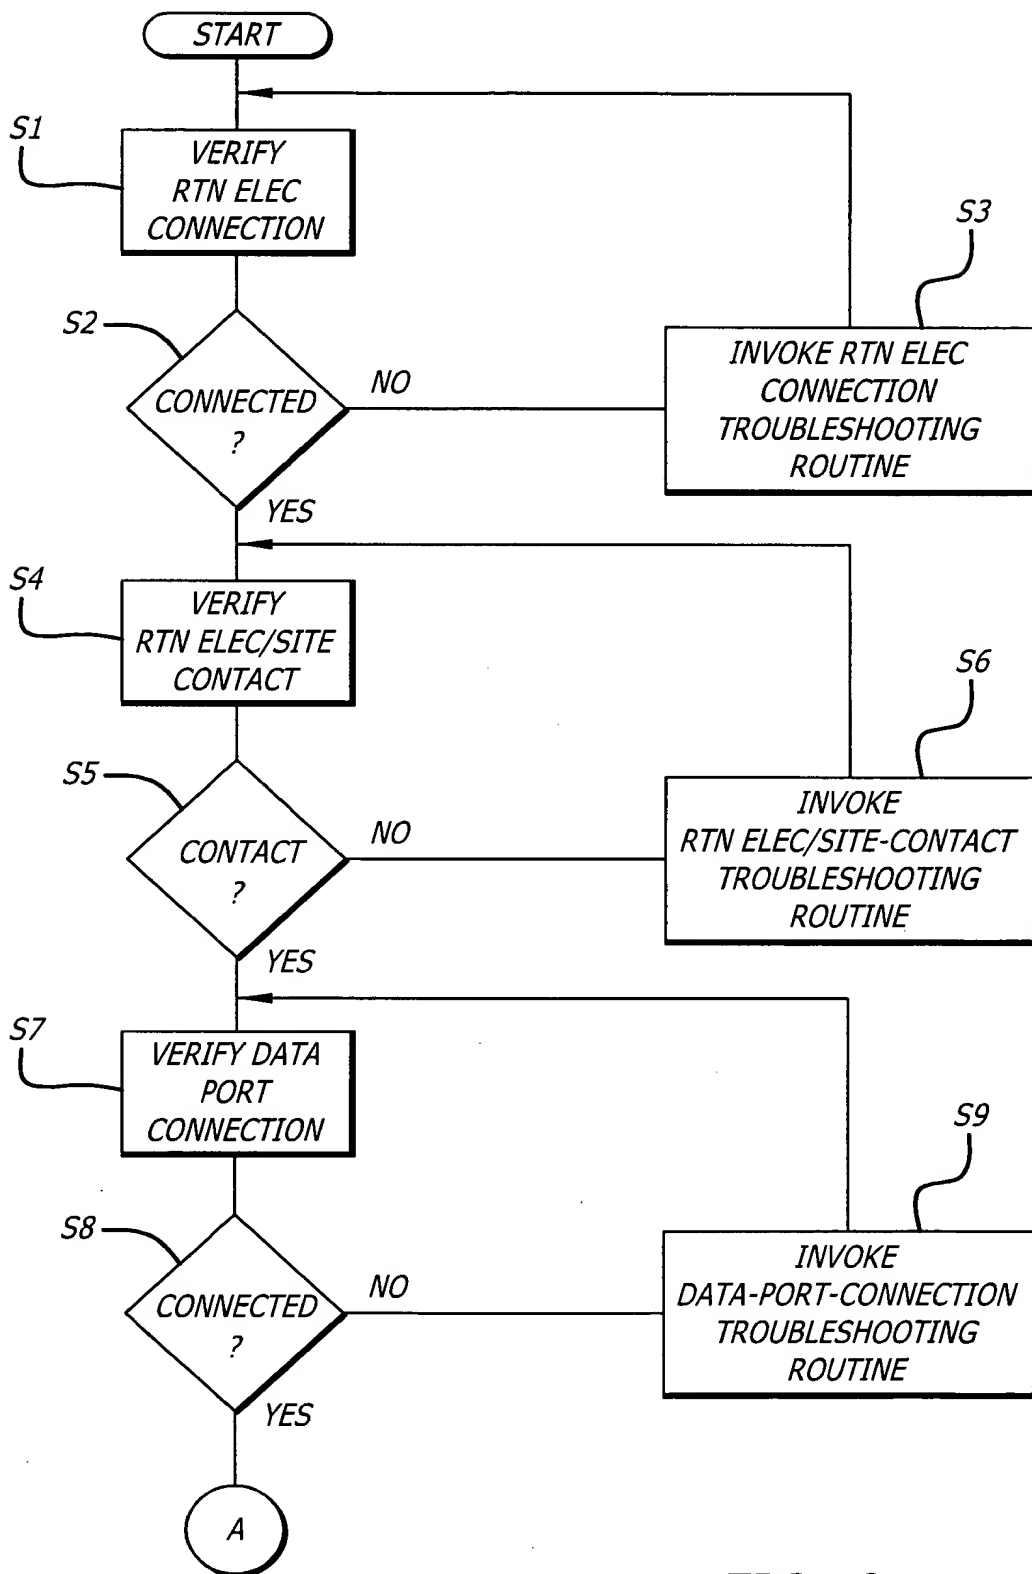 START
S1
VERIFY
RTN ELEC
CONNECTION
S2
CONNECTED
?
NO
YES
S3
INVOKE RTN ELEC
CONNECTION
TROUBLESHOOTING
ROUTINE
S4
VERIFY
RTN ELEC/SITE
CONTACT
S5
CONTACT
?
NO
YES
S6
INVOKE
RTN ELEC/SITE-CONTACT
TROUBLESHOOTING
ROUTINE
S7
VERIFY DATA
PORT
CONNECTION
S8
CONNECTED
?
NO
YES
S9
INVOKE
DATA-PORT-CONNECTION
TROUBLESHOOTING
ROUTINE
A